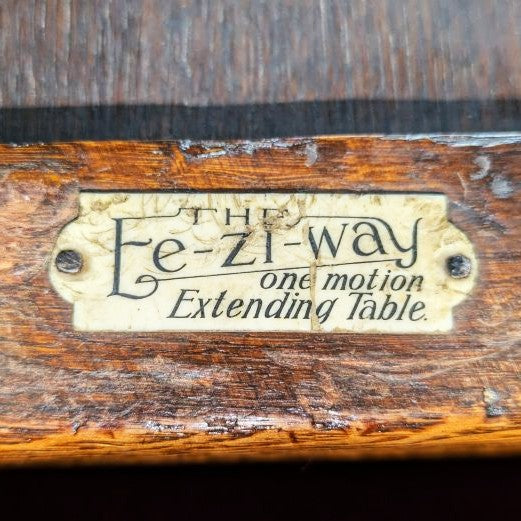 THE
Ee-zi-way
one motion
Extending Table.